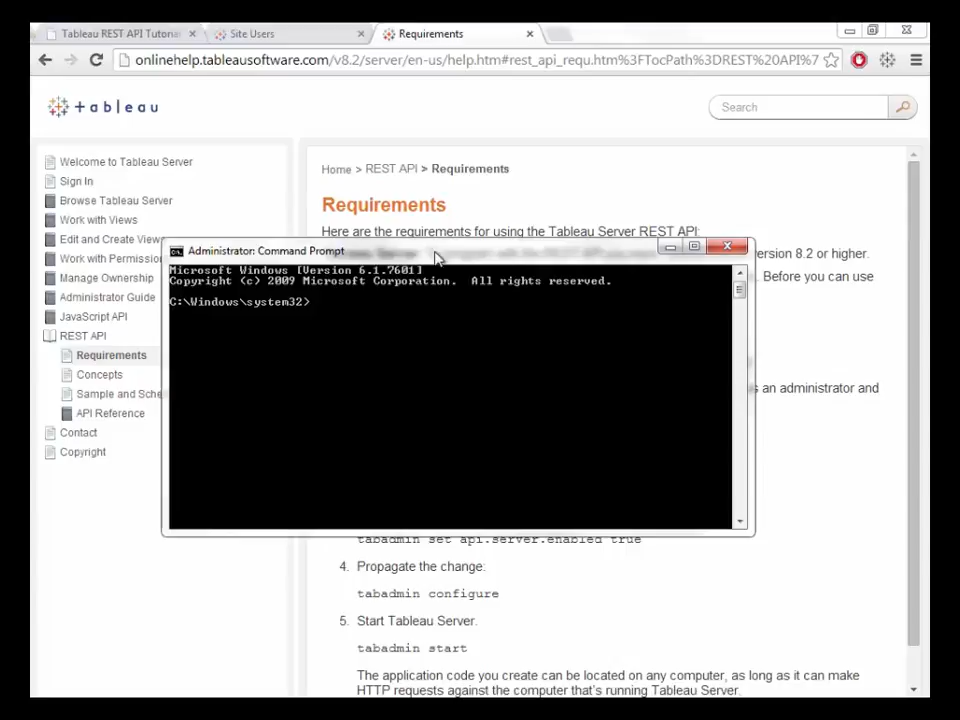 Tableau REST API Tutorial
Site Users
Requirements
onlinehelp.tableausoftware.com/v8.2/server/en-us/help.htm#rest_api_requ.htm%3FTocPath%3DREST%20API%7
+ableau
Search
Welcome to Tableau Server
Sign In
Browse Tableau Server
Work with Views
Edit and Create Views
Work with Permission
Manage Ownership
Administrator Guide
JavaScript API
REST API
Requirements
Concepts
Sample and Sche
API Reference
Contact
Copyright
Home > REST API > Requirements
Requirements
Here are the requirements for using the Tableau Server REST API:
version 8.2 or higher.
. Before you can use
s an administrator and
Administrator: Command Prompt
Microsoft Windows [Version 6.1.7601]
Copyright (c) 2009 Microsoft Corporation. All rights reserved.
C:\Windows\system32>
tabadmin set api.server.enabled true
4. Propagate the change.
tabadmin configure
5. Start Tableau Server.
tabadmin start
The application code you create can be located on any computer, as long as it can make
HTTP requests against the computer that's running Tableau Server.